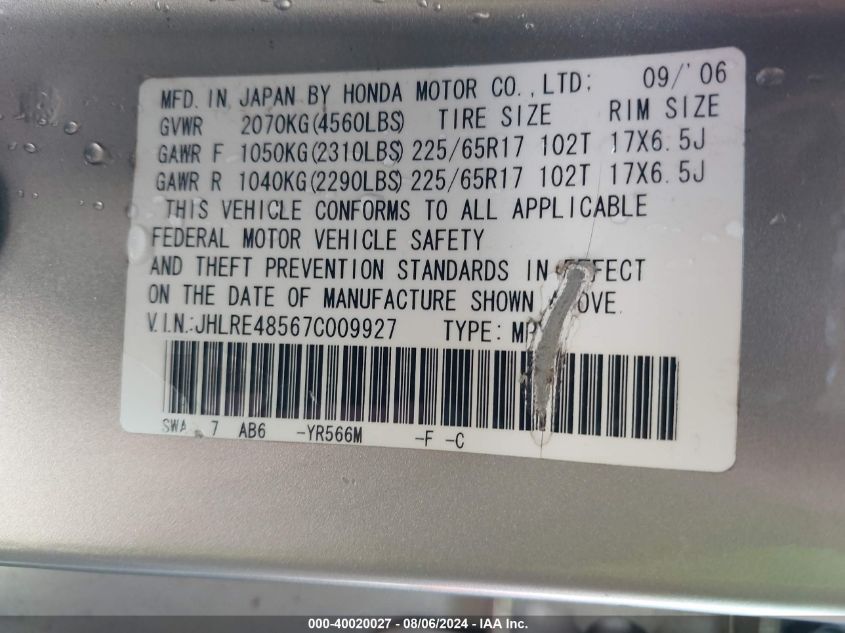 MFD. IN JAPAN BY HONDA MOTOR CO., LTD: 09/'06
GVWR 2070KG(4560LBS) TIRE SIZE RIM SIZE
GAWR F 1050KG(2310LBS) 225/65R17 102T 17X6.5J
GAWR R 1040KG(2290LBS) 225/65R17 102T 17X6.5J
THIS VEHICLE CONFORMS TO ALL APPLICABLE
FEDERAL MOTOR VEHICLE SAFETY
AND THEFT PREVENTION STANDARDS IN EFFECT
ON THE DATE OF MANUFACTURE SHOWN ABOVE.
V.I.N.:JHLRE48567C009927 TYPE:
SWA 7 AB6 -YR566M -F -C
000-40020027 - 08/06/2024 - IAA Inc.